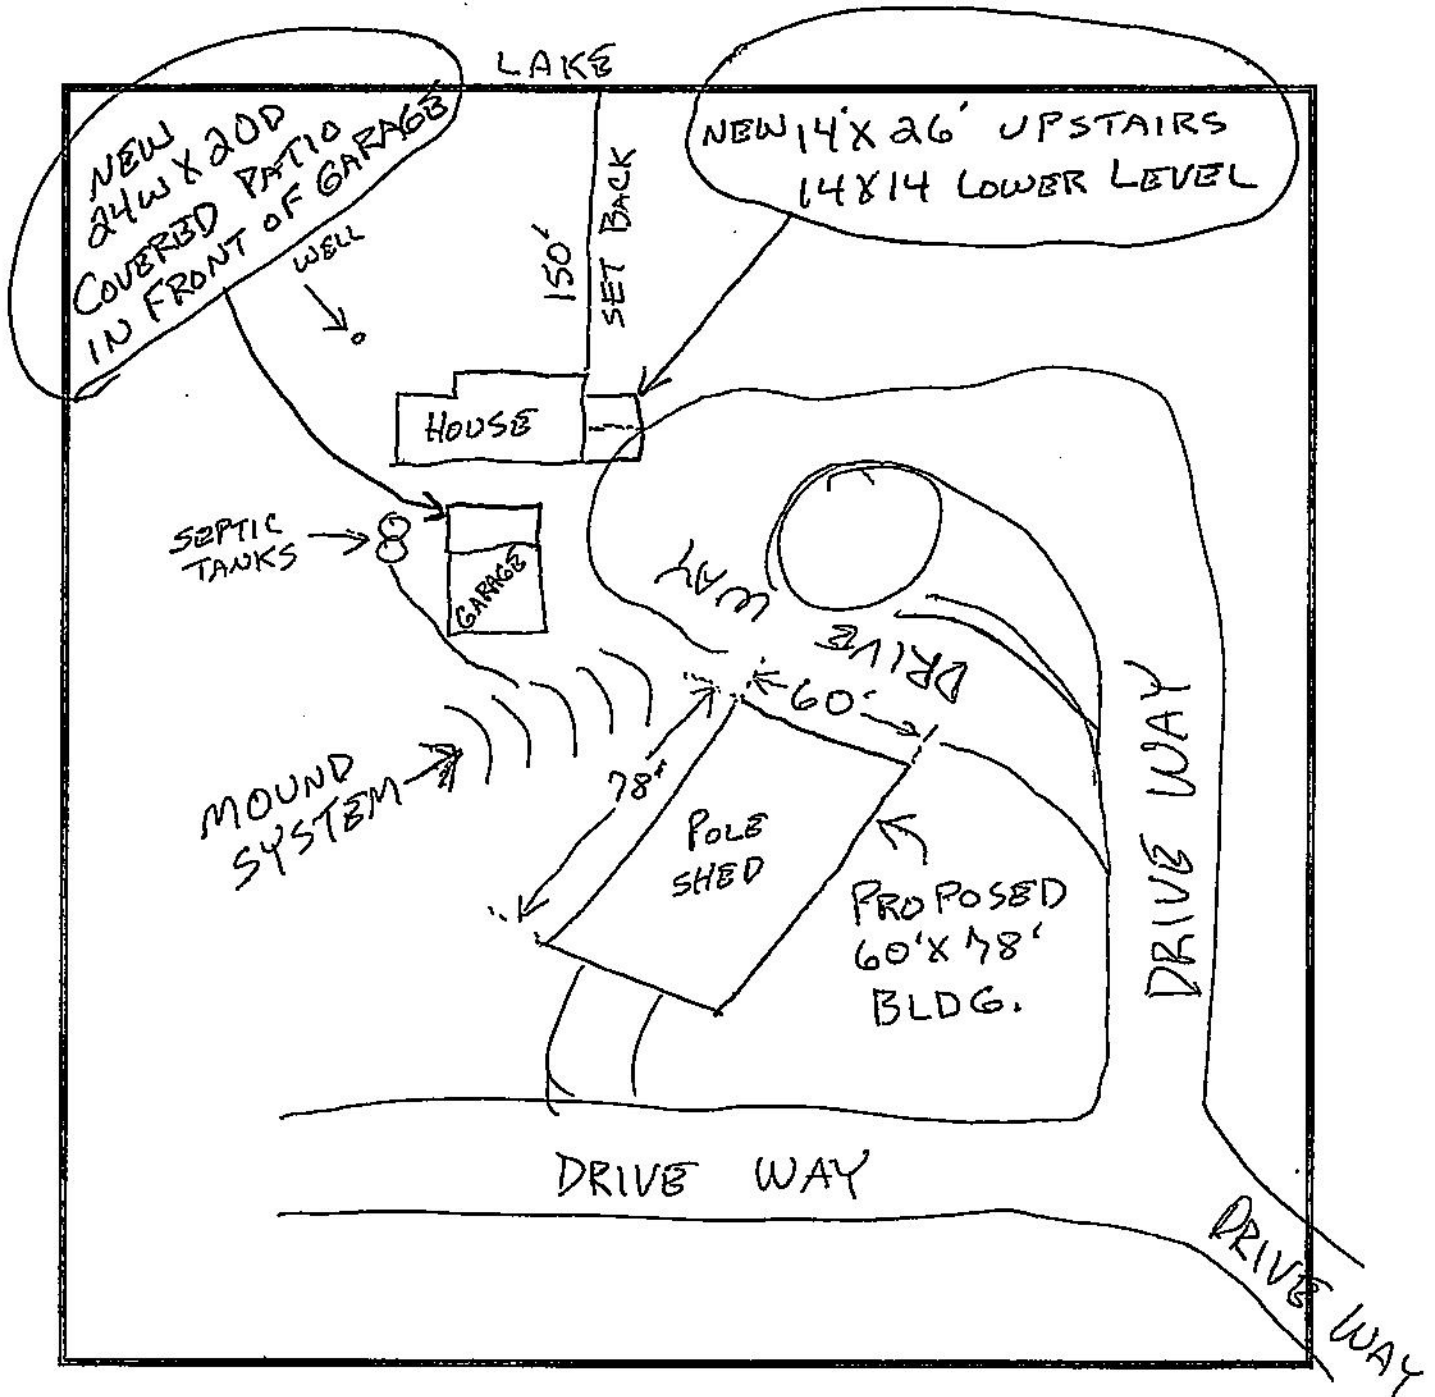 LAKE
NEW
24W X 20D
COVERED PATIO
IN FRONT OF GARAGE
NEW 14'X 26' UPSTAIRS
14X14 LOWER LEVEL
WELL
150'
SET BACK
HOUSE
SEPTIC
TANKS
GARAGE
DRIVE WAY
60'
78'
MOUND
SYSTEM
POLE
SHED
PROPOSED
60'X 78'
BLDG.
DRIVE WAY
DRIVE WAY
DRIVE WAY